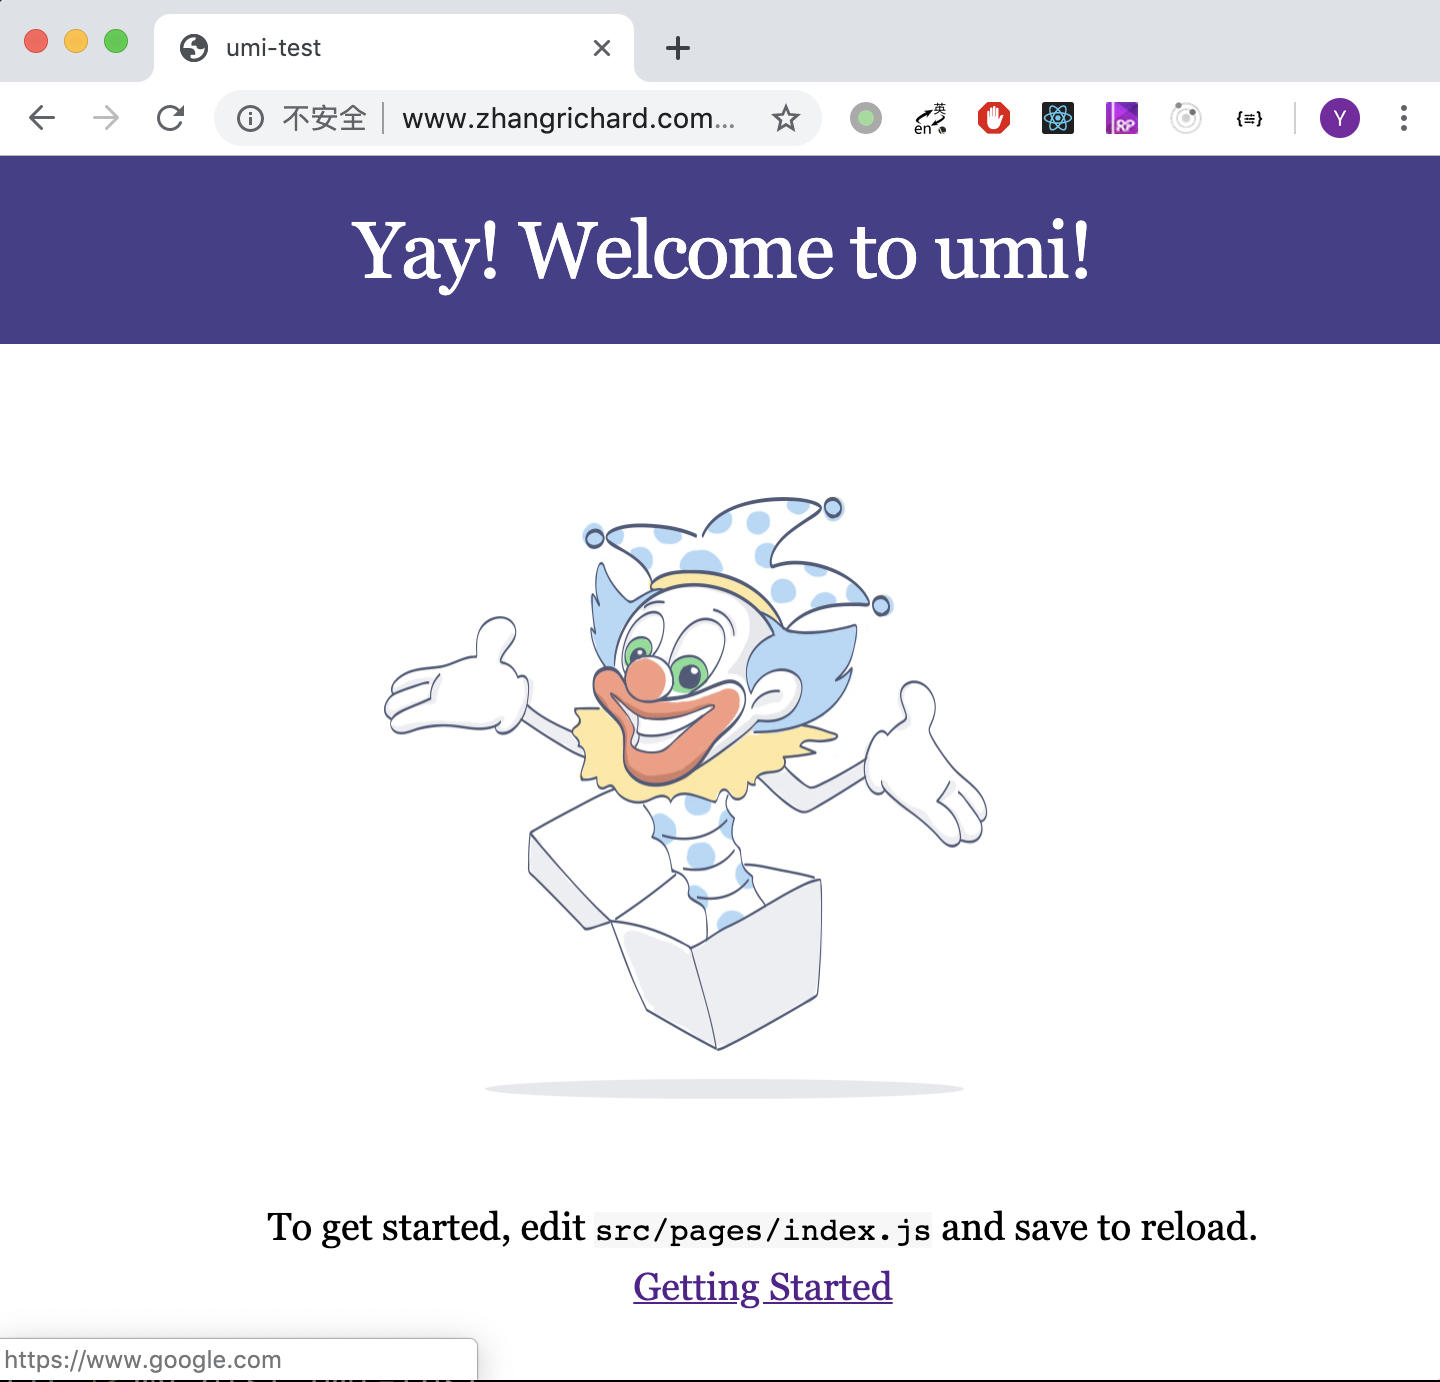 umi-test
不安全
www.zhangrichard.com...
英
en
RP
Y
Yay! Welcome to umi!
To get started, edit src/pages/index.js and save to reload.
Getting Started
https://www.google.com